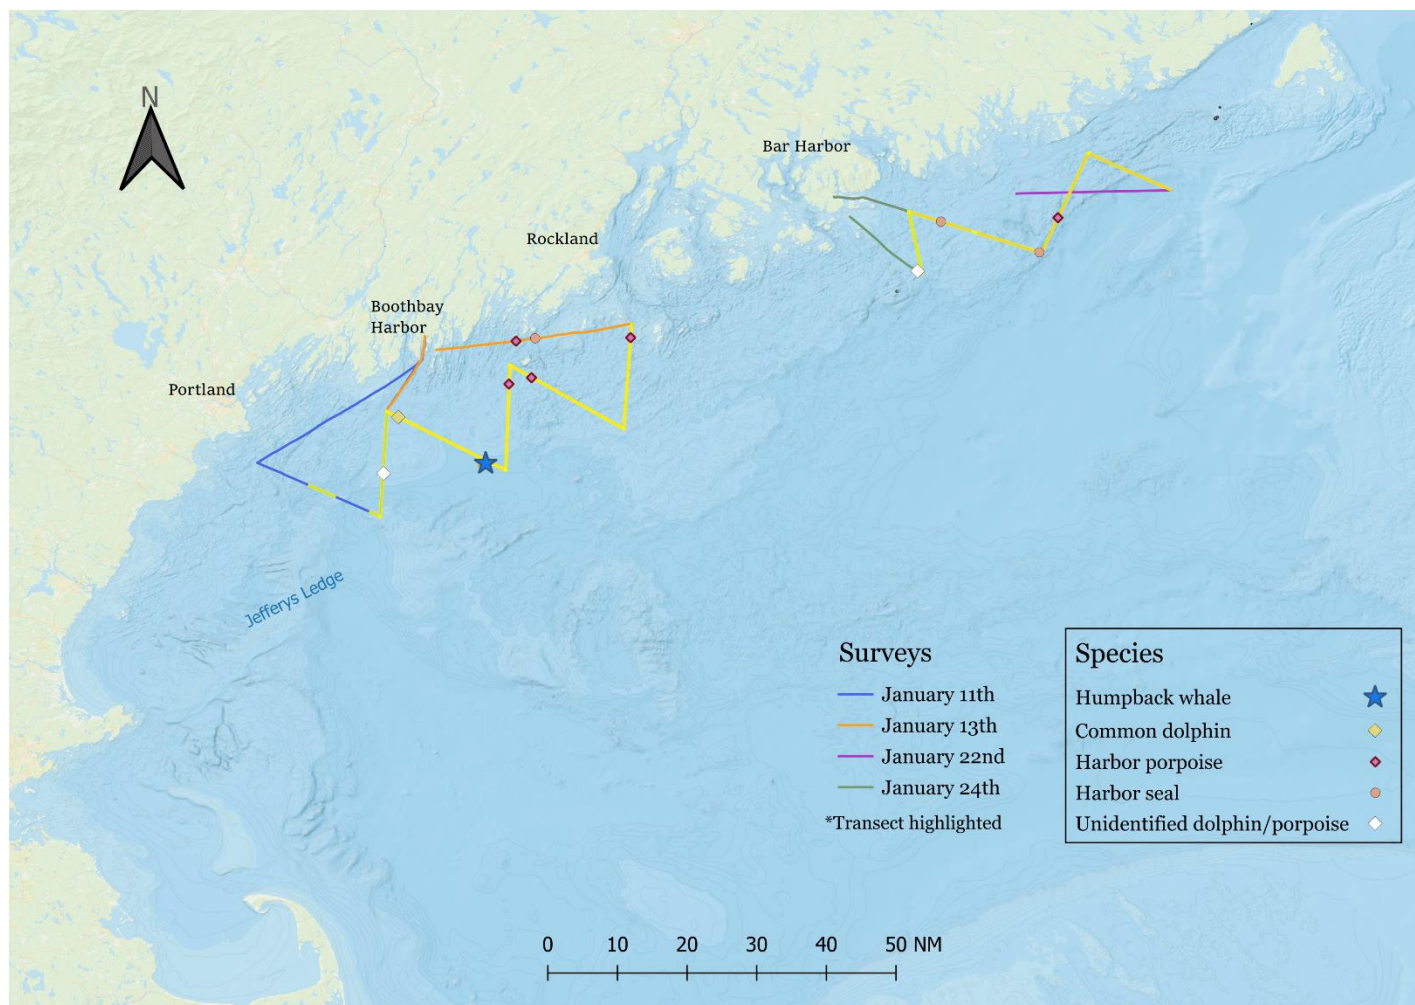 N
Bar Harbor
Rockland
Boothbay
Harbor
Portland
Jefferys Ledge
Surveys
January 11th
January 13th
January 22nd
January 24th
*Transect highlighted
Species
Humpback whale
Common dolphin
Harbor porpoise
Harbor seal
Unidentified dolphin/porpoise
0 10 20 30 40 50 NM